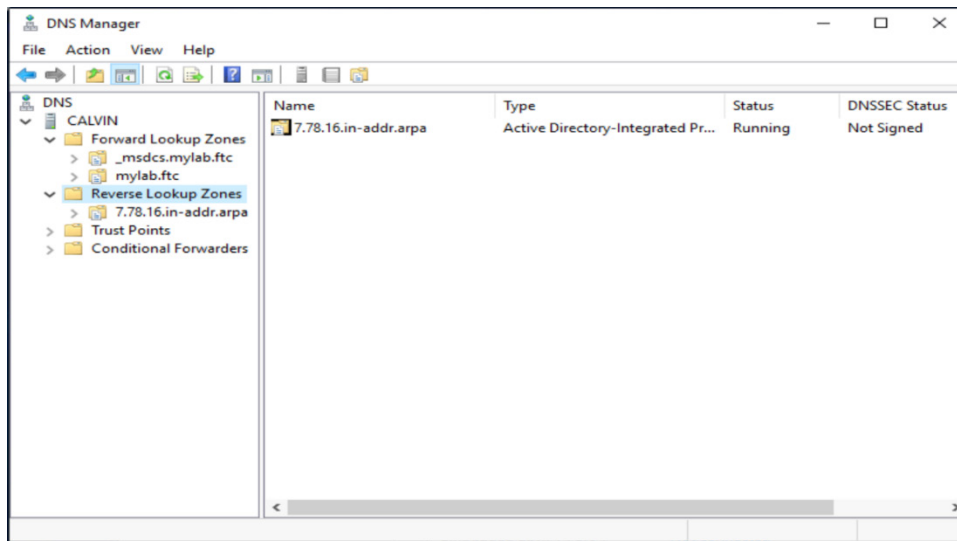 DNS Manager
File Action View Help
DNS
CALVIN
Forward Lookup Zones
_msdcs.mylab.ftc
mylab.ftc
Reverse Lookup Zones
7.78.16.in-addr.arpa
Trust Points
Conditional Forwarders
Name Type Status DNSSEC Status
7.78.16.in-addr.arpa Active Directory-Integrated Pr... Running Not Signed